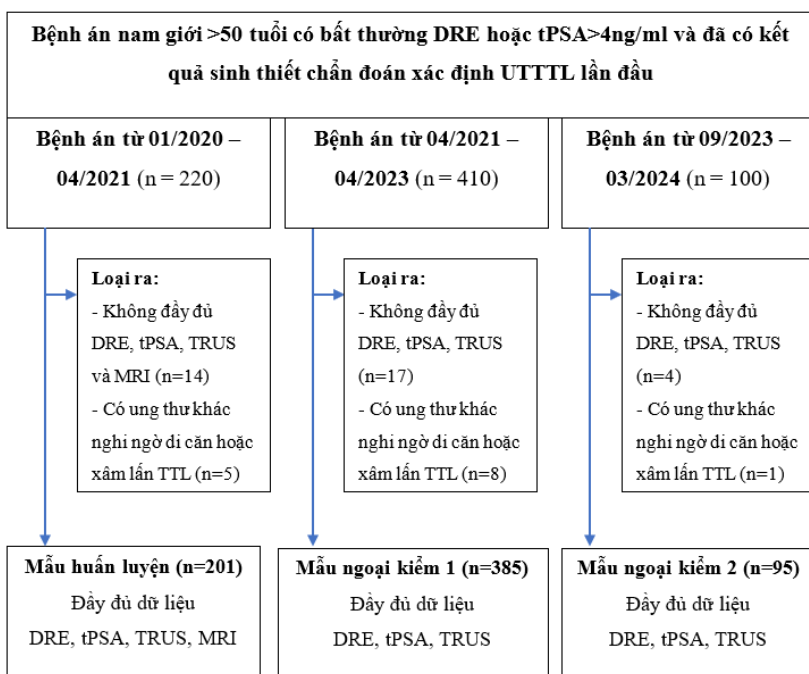 Bệnh án nam giới >50 tuổi có bất thường DRE hoặc tPSA>4ng/ml và đã có kết
quả sinh thiết chẩn đoán xác định UTTTL lần đầu
Bệnh án từ 01/2020 –
04/2021 (n = 220)
Bệnh án từ 04/2021 –
04/2023 (n = 410)
Bệnh án từ 09/2023 –
03/2024 (n = 100)
Loại ra:
- Không đầy đủ
DRE, tPSA, TRUS
và MRI (n=14)
- Có ung thư khác
nghi ngờ di căn hoặc
xâm lấn TTL (n=5)
Loại ra:
- Không đầy đủ
DRE, tPSA, TRUS
(n=17)
- Có ung thư khác
nghi ngờ di căn hoặc
xâm lấn TTL (n=8)
Loại ra:
- Không đầy đủ
DRE, tPSA, TRUS
(n=4)
- Có ung thư khác
nghi ngờ di căn hoặc
xâm lấn TTL (n=1)
Mẫu huấn luyện (n=201)
Đầy đủ dữ liệu
DRE, tPSA, TRUS, MRI
Mẫu ngoại kiểm 1 (n=385)
Đầy đủ dữ liệu
DRE, tPSA, TRUS
Mẫu ngoại kiểm 2 (n=95)
Đầy đủ dữ liệu
DRE, tPSA, TRUS